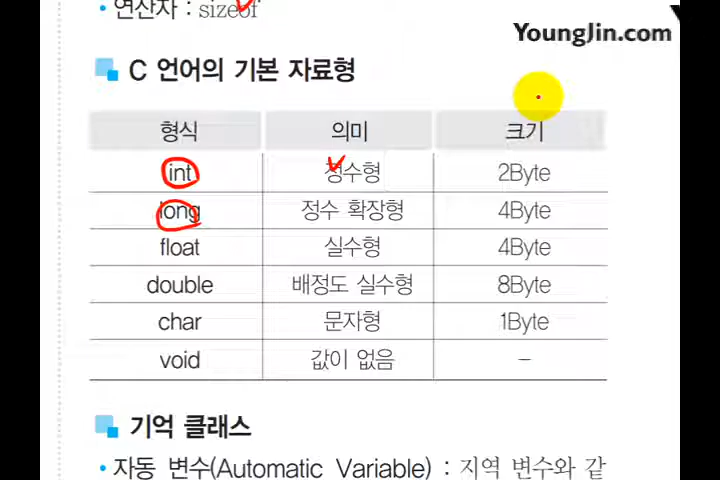 • 연산자 : sizeof
YoungJin.com
C 언어의 기본 자료형
형식 의미 크기
int 정수형 2Byte
long 정수 확장형 4Byte
float 실수형 4Byte
double 배정도 실수형 8Byte
char 문자형 1Byte
void 값이 없음 –
기억 클래스
• 자동 변수(Automatic Variable) : 지역 변수와 같